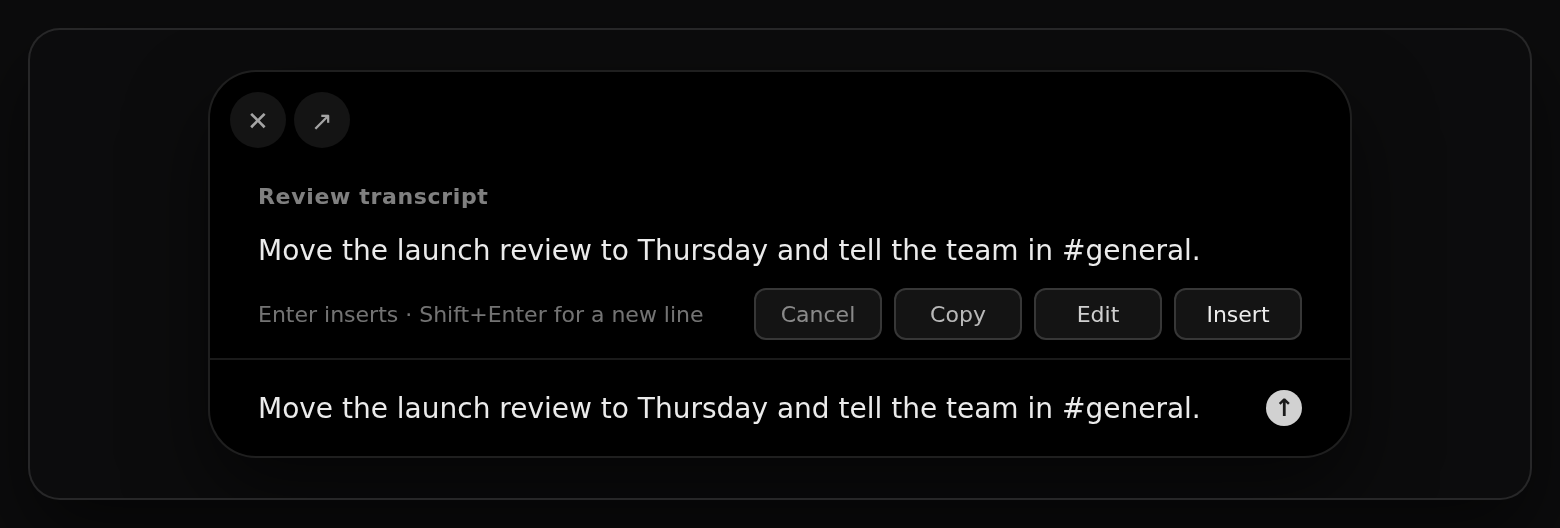 ✕ ↗
Review transcript
Move the launch review to Thursday and tell the team in #general.
Enter inserts · Shift+Enter for a new line Cancel Copy Edit Insert
Move the launch review to Thursday and tell the team in #general. ↑